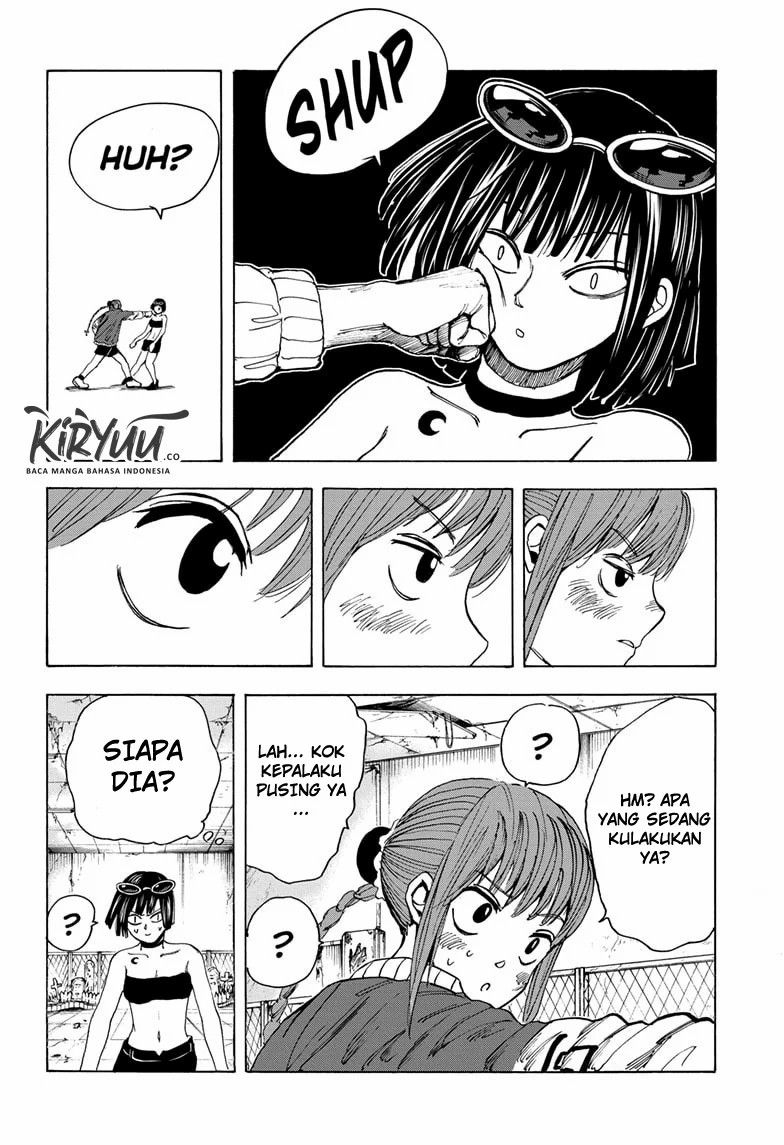 SHUP
HUH?
KIRYUU.CO
BACA MANGA BAHASA INDONESIA
HM? APA
YANG SEDANG
KULAKUKAN
YA?
?
LAH... KOK
KEPALAKU
PUSING YA
...
?
SIAPA
DIA?
?